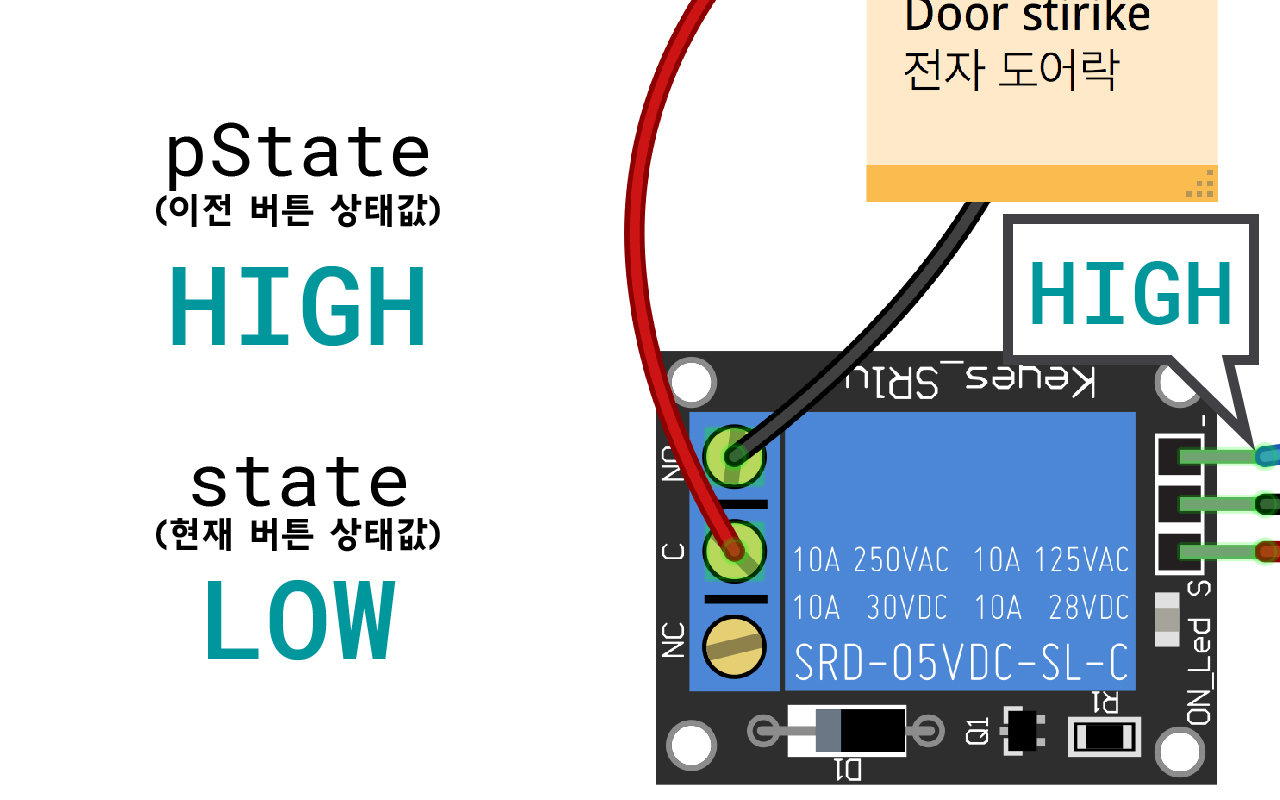 Door stirike
전자 도어락
pState
(이전 버튼 상태값)
HIGH
state
(현재 버튼 상태값)
LOW
HIGH
Keyes_SR1y
NO
C
NC
10A 250VAC 10A 125VAC
10A 30VDC 10A 28VDC
SRD-05VDC-SL-C
-
S
ON_Led
D1
Q1
R1